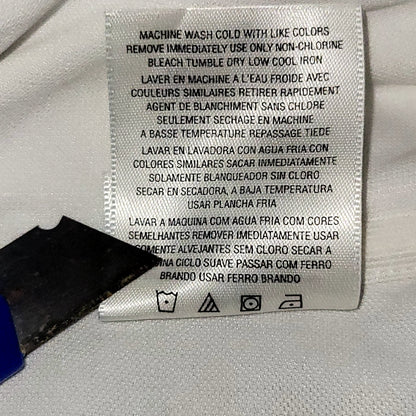 MACHINE WASH COLD WITH LIKE COLORS
REMOVE IMMEDIATELY USE ONLY NON-CHLORINE
BLEACH TUMBLE DRY LOW COOL IRON
LAVER EN MACHINE A L'EAU FROIDE AVEC
COULEURS SIMILAIRES RETIRER RAPIDEMENT
AGENT DE BLANCHIMENT SANS CHLORE
SEULEMENT SECHAGE EN MACHINE
A BASSE TEMPERATURE REPASSAGE TIEDE
LAVAR EN LAVADORA CON AGUA FRIA CON
COLORES SIMILARES SACAR INMEDIATAMENTE
SOLAMENTE BLANQUEADOR SIN CLORO
SECAR EN SECADORA, A BAJA TEMPERATURA
USAR PLANCHA FRIA
LAVAR A MAQUINA COM AGUA FRIA COM CORES
SEMELHANTES REMOVER IMEDIATAMENTE USAR
ALVEJANTES SEM CLORO SECAR A
CICLO SUAVE PASSAR COM FERRO
BRANDO USAR FERRO BRANDO